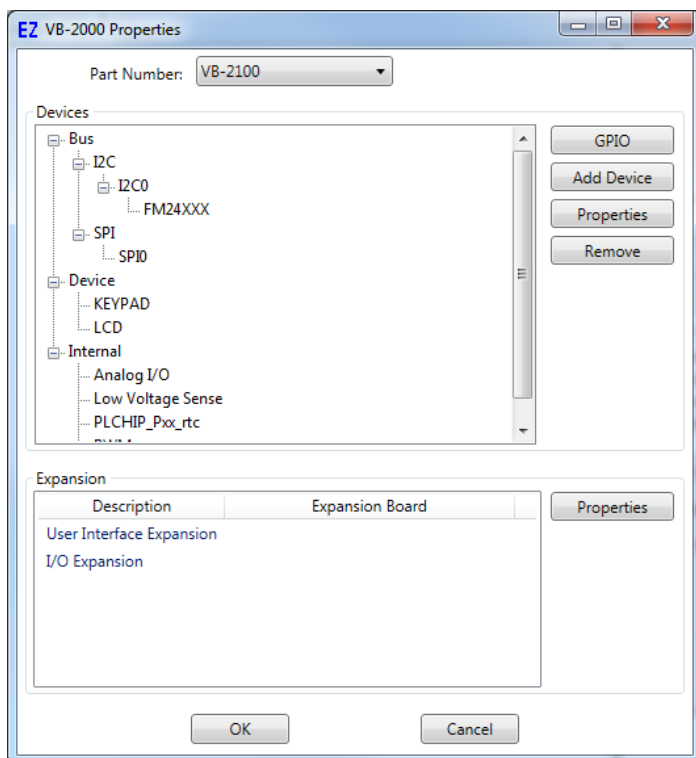 EZ VB-2000 Properties
Part Number: VB-2100
Devices
Bus
I2C
I2C0
FM24XXX
SPI
SPI0
Device
KEYPAD
LCD
Internal
Analog I/O
Low Voltage Sense
PLCHIP_Pxx_rtc
GPIO
Add Device
Properties
Remove
Expansion
Description Expansion Board
User Interface Expansion
I/O Expansion
Properties
OK Cancel